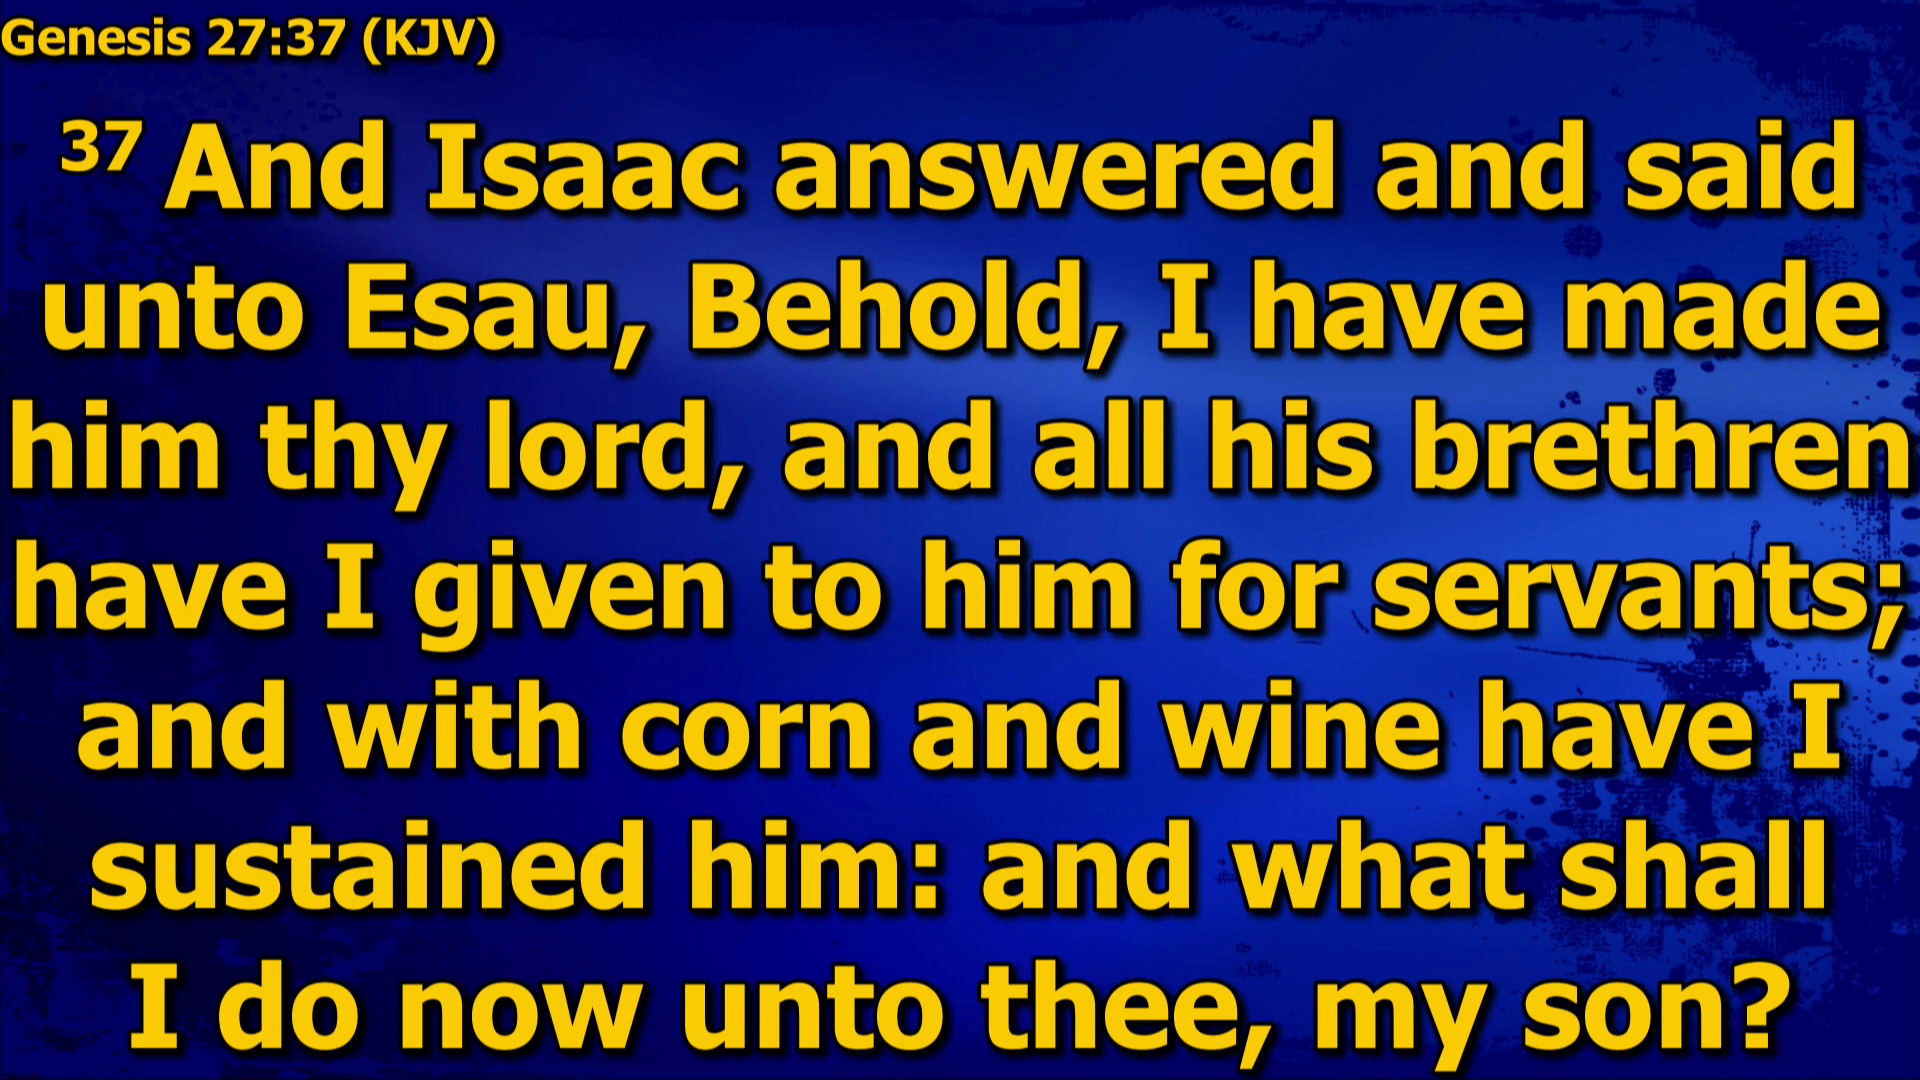 Genesis 27:37 (KJV)
37 And Isaac answered and said
unto Esau, Behold, I have made
him thy lord, and all his brethren
have I given to him for servants;
and with corn and wine have I
sustained him: and what shall
I do now unto thee, my son?